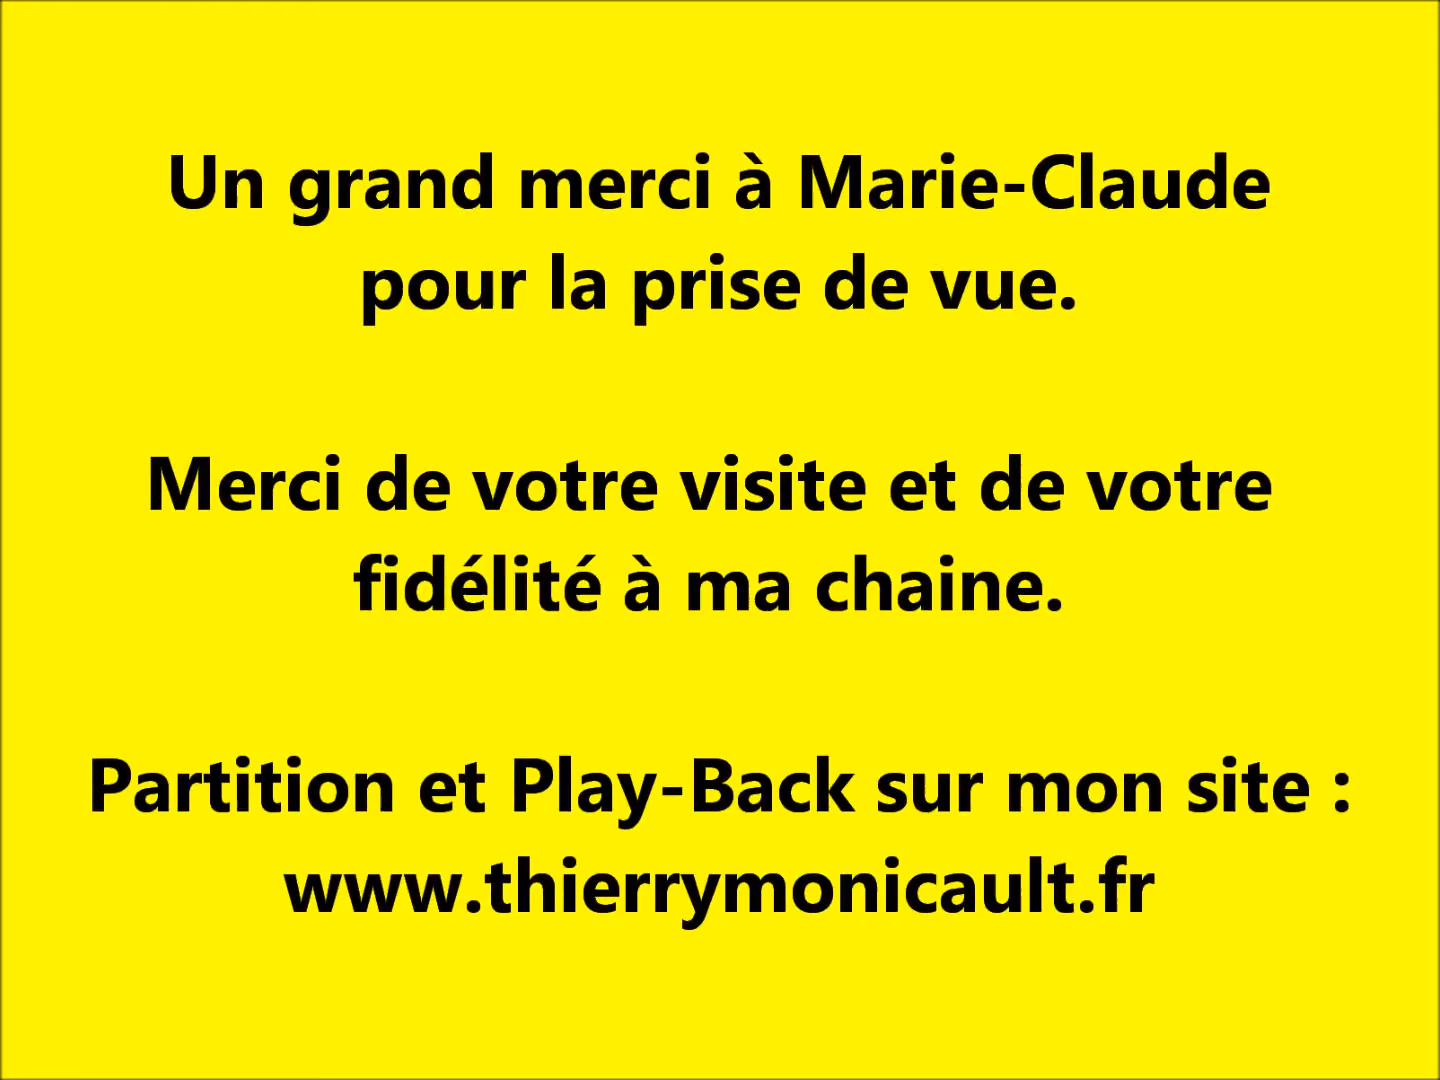 Un grand merci à Marie-Claude
pour la prise de vue.
Merci de votre visite et de votre
fidélité à ma chaine.
Partition et Play-Back sur mon site :
www.thierrymonicault.fr